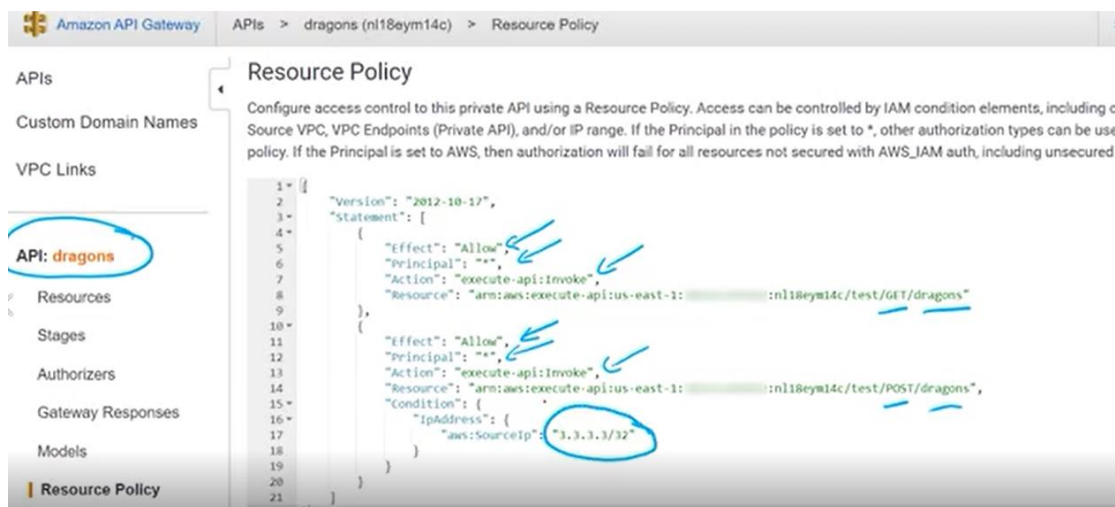 Amazon API Gateway APIs > dragons (nl18eym14c) > Resource Policy
APIs
Custom Domain Names
VPC Links
API: dragons
Resources
Stages
Authorizers
Gateway Responses
Models
Resource Policy
Resource Policy
Configure access control to this private API using a Resource Policy. Access can be controlled by IAM condition elements, including
Source VPC, VPC Endpoints (Private API), and/or IP range. If the Principal in the policy is set to *, other authorization types can be
policy. If the Principal is set to AWS, then authorization will fail for all resources not secured with AWS_IAM auth, including unsecured
1 {
2 "Version": "2012-10-17",
3 "Statement": [
4 {
5 "Effect": "Allow",
6 "Principal": "*",
7 "Action": "execute-api:Invoke",
8 "Resource": "arn:aws:execute-api:us-east-1: :nl18eym14c/test/GET/dragons"
9 },
10 {
11 "Effect": "Allow",
12 "Principal": "*",
13 "Action": "execute-api:Invoke",
14 "Resource": "arn:aws:execute-api:us-east-1: :nl18eym14c/test/POST/dragons",
15 "Condition": {
16 "IpAddress": {
17 "aws:SourceIp": "3.3.3.3/32"
18 }
19 }
20 }
21 ]